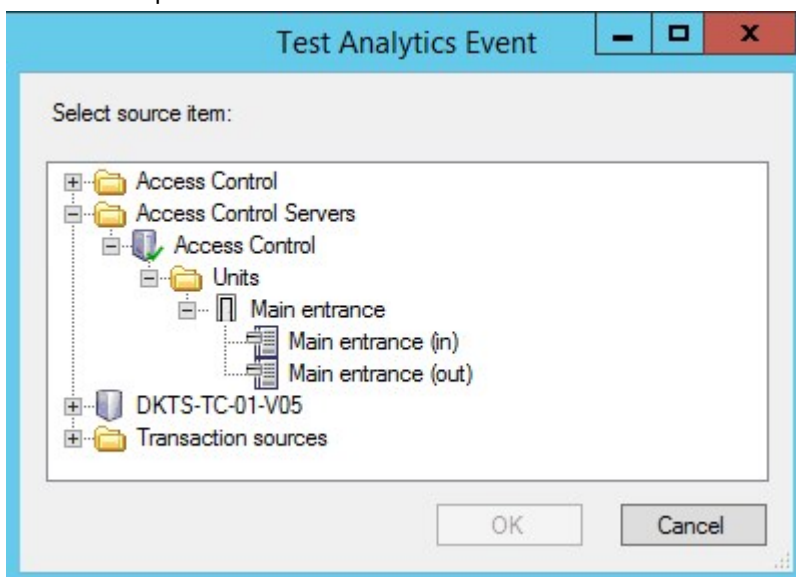 Test Analytics Event
Select source item:
Access Control
Access Control Servers
Access Control
Units
Main entrance
Main entrance (in)
Main entrance (out)
DKTS-TC-01-V05
Transaction sources
OK Cancel